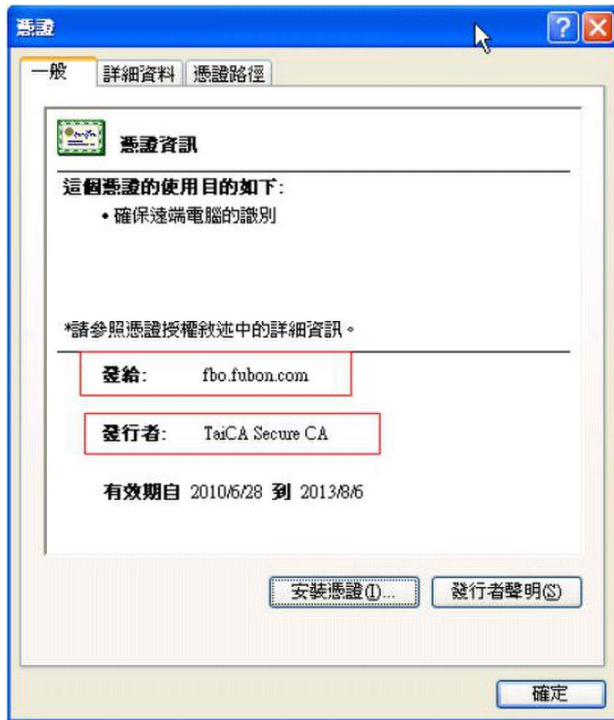 憑證
一般 詳細資料 憑證路徑
憑證資訊
這個憑證的使用目的如下:
• 確保遠端電腦的識別
*請參照憑證授權敘述中的詳細資訊。
發給: fbo.fubon.com
發行者: TaiCA Secure CA
有效期自 2010/6/28 到 2013/8/6
安裝憑證(I)... 發行者聲明(S)
確定